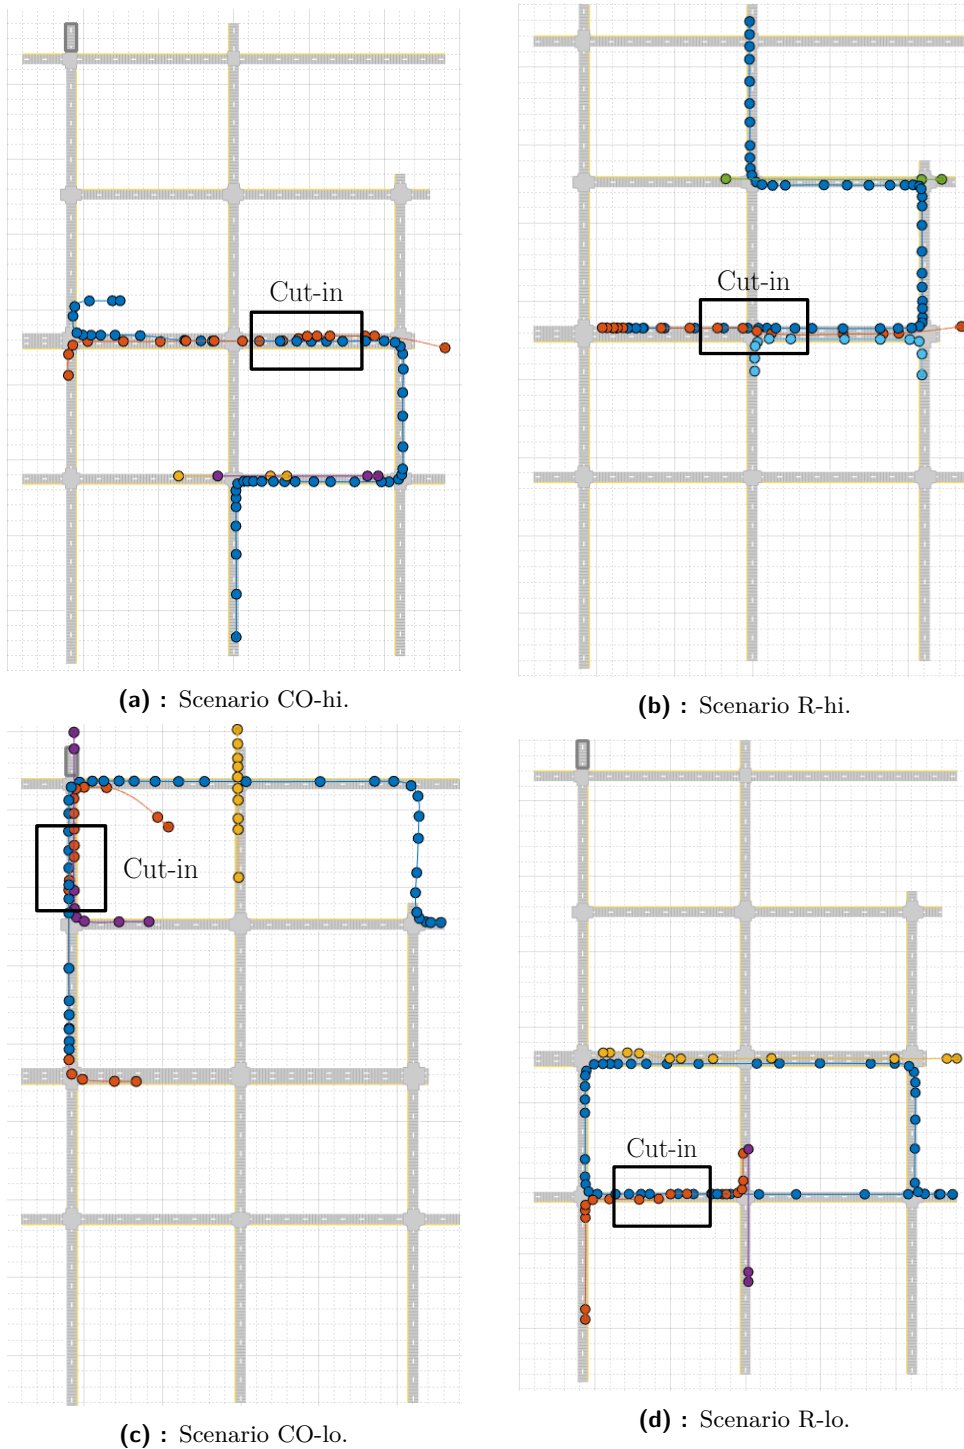 Cut-in
Cut-in
(a) : Scenario CO-hi.
(b) : Scenario R-hi.
Cut-in
Cut-in
(c) : Scenario CO-lo.
(d) : Scenario R-lo.